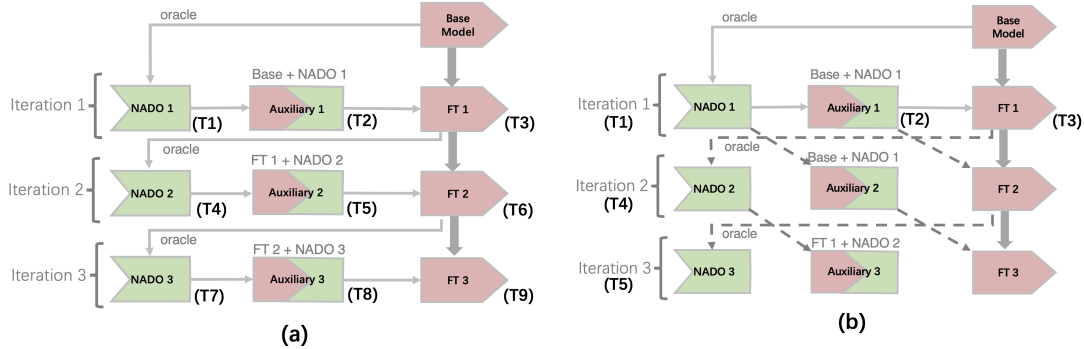 oracle
Base
Model
Base + NADO 1
Iteration 1
NADO 1
(T1)
Auxiliary 1
(T2)
FT 1
(T3)
oracle
FT 1 + NADO 2
Iteration 2
NADO 2
(T4)
Auxiliary 2
(T5)
FT 2
(T6)
oracle
FT 2 + NADO 3
Iteration 3
NADO 3
(T7)
Auxiliary 3
(T8)
FT 3
(T9)
(a)
oracle
Base
Model
Base + NADO 1
Iteration 1
(T1)
NADO 1
Auxiliary 1
(T2)
FT 1
(T3)
oracle
Base + NADO 1
Iteration 2
(T4)
NADO 2
Auxiliary 2
FT 2
oracle
FT 1 + NADO 2
Iteration 3
(T5)
NADO 3
Auxiliary 3
FT 3
(b)